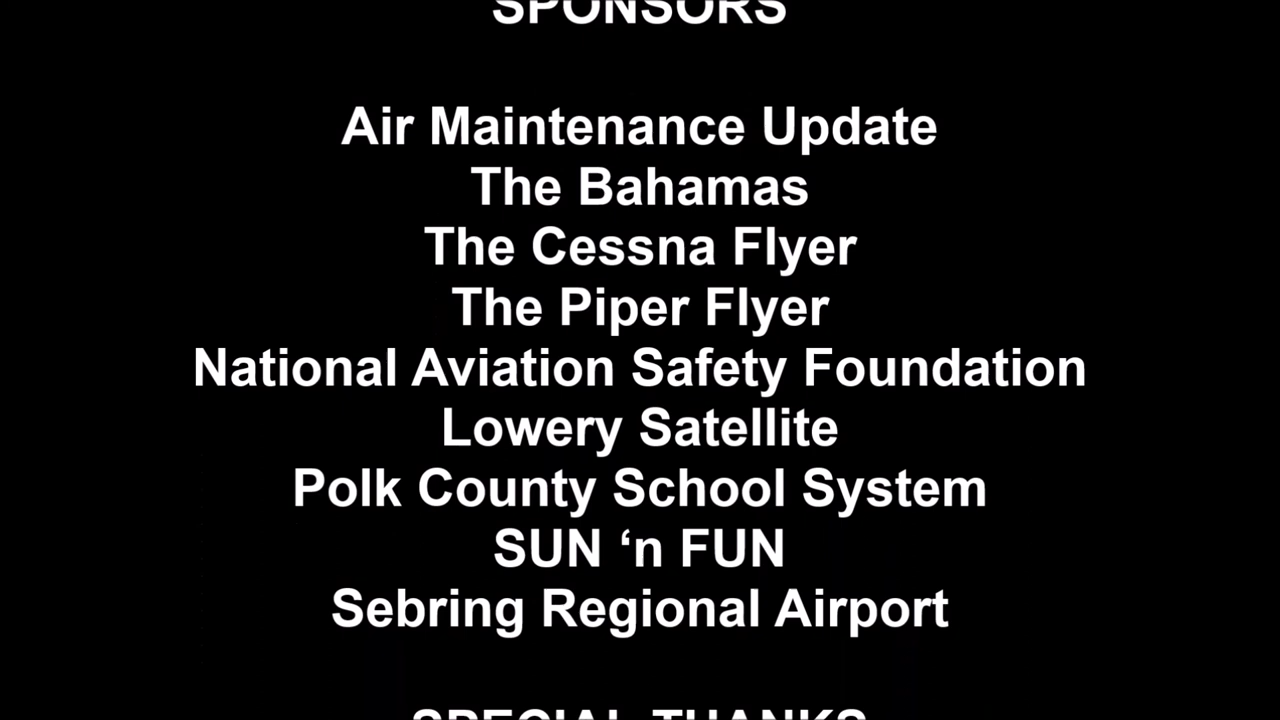 SPONSORS
Air Maintenance Update
The Bahamas
The Cessna Flyer
The Piper Flyer
National Aviation Safety Foundation
Lowery Satellite
Polk County School System
SUN ‘n FUN
Sebring Regional Airport
SPECIAL THANKS